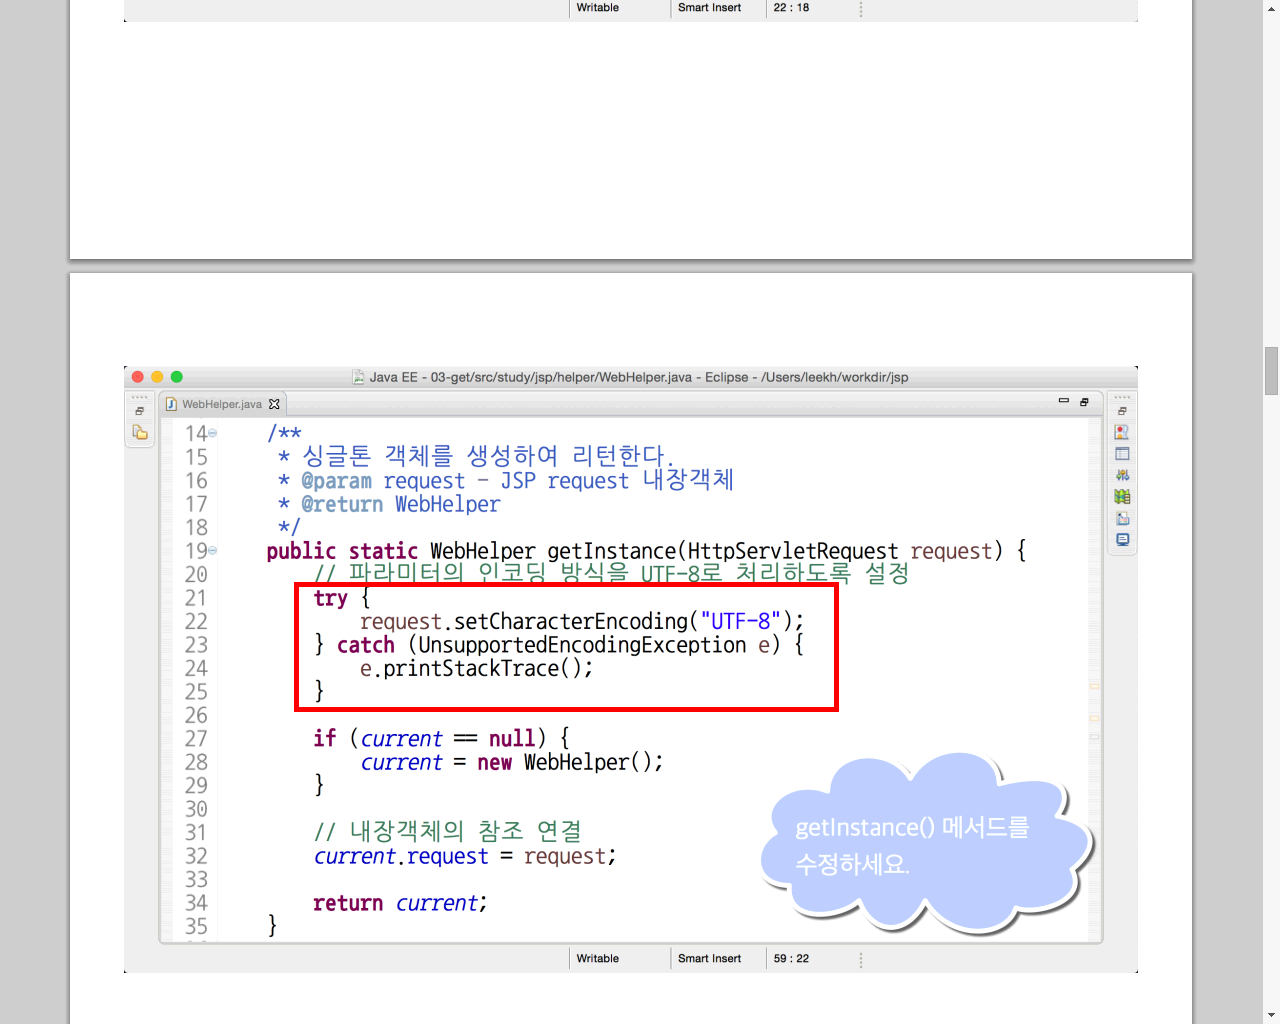 Writable Smart Insert 22 : 18
Java EE - 03-get/src/study/jsp/helper/WebHelper.java - Eclipse - /Users/leekh/workdir/jsp
WebHelper.java
14 /**
15 * 싱글톤 객체를 생성하여 리턴한다.
16 * @param request - JSP request 내장객체
17 * @return WebHelper
18 */
19 public static WebHelper getInstance(HttpServletRequest request) {
20 // 파라미터의 인코딩 방식을 UTF-8로 처리하도록 설정
21 try {
22 request.setCharacterEncoding("UTF-8");
23 } catch (UnsupportedEncodingException e) {
24 e.printStackTrace();
25 }
26
27 if (current == null) {
28 current = new WebHelper();
29 }
30
31 // 내장객체의 참조 연결
32 current.request = request;
33
34 return current;
35 }
getInstance() 메서드를
수정하세요.
Writable Smart Insert 59 : 22